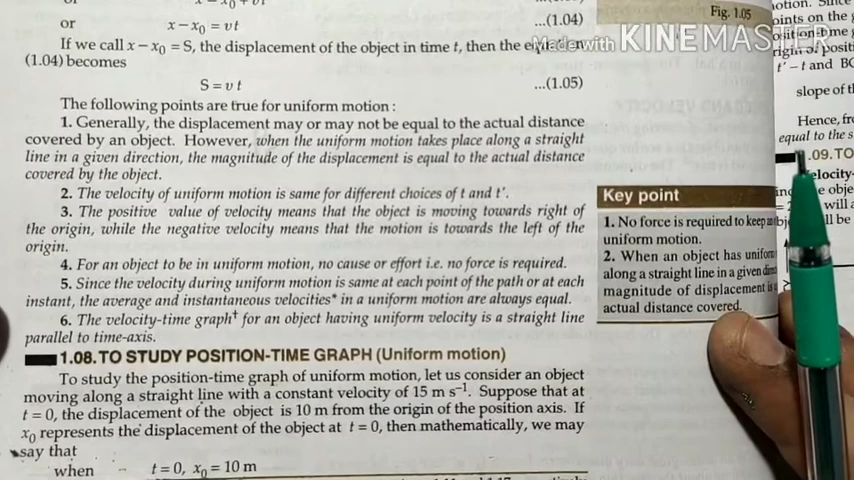 or
x − x₀ = vt ...(1.04)
If we call x − x₀ = S, the displacement of the object in time t, then the
(1.04) becomes
S = v t ...(1.05)
The following points are true for uniform motion :
1. Generally, the displacement may or may not be equal to the actual distance
covered by an object. However, when the uniform motion takes place along a straight
line in a given direction, the magnitude of the displacement is equal to the actual distance
covered by the object.
2. The velocity of uniform motion is same for different choices of t and t'.
3. The positive value of velocity means that the object is moving towards right of
the origin, while the negative velocity means that the motion is towards the left of the
origin.
4. For an object to be in uniform motion, no cause or effort i.e. no force is required.
5. Since the velocity during uniform motion is same at each point of the path or at each
instant, the average and instantaneous velocities* in a uniform motion are always equal.
6. The velocity-time graph† for an object having uniform velocity is a straight line
parallel to time-axis.
1.08. TO STUDY POSITION-TIME GRAPH (Uniform motion)
To study the position-time graph of uniform motion, let us consider an object
moving along a straight line with a constant velocity of 15 m s⁻¹. Suppose that at
t = 0, the displacement of the object is 10 m from the origin of the position axis. If
x₀ represents the displacement of the object at t = 0, then mathematically, we may
say that
when t = 0, x₀ = 10 m
Fig. 1.05
Made with KINEMASTER
Key point
1. No force is required to keep
uniform motion.
2. When an object has uniform
along a straight line in a given
magnitude of displacement is
actual distance covered.
otion. Since
oints on the
t' − t and BC
slope of th
Hence, fro
equal to the s
.09. TO
elocity-
e obje
will a
ll be